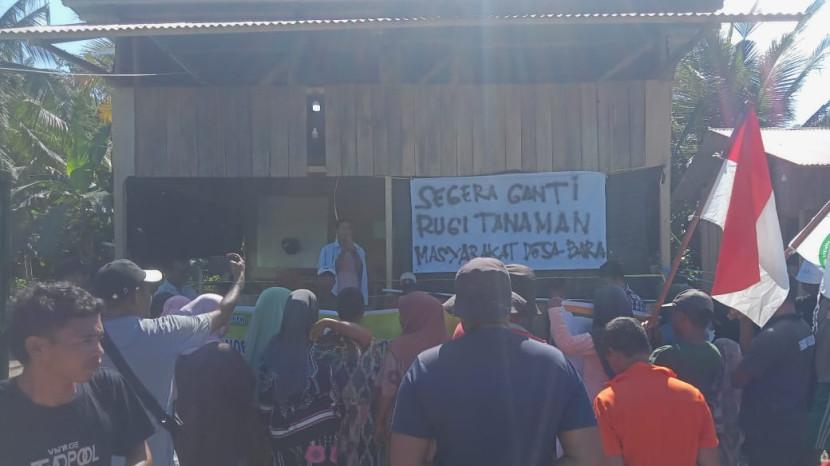 SEGERA GANTI
RUGI TANAMAN
MASYARAKAT DESA BARA